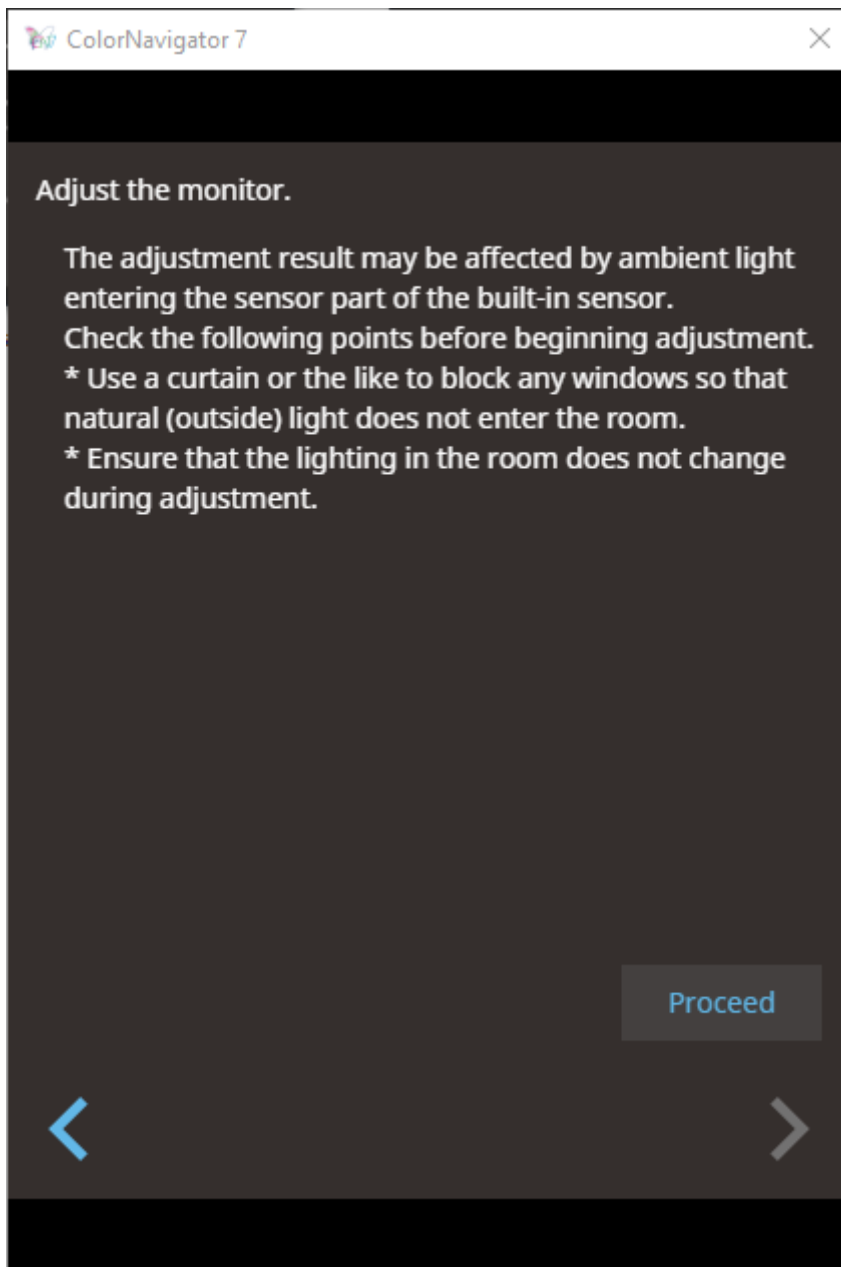 ColorNavigator 7
Adjust the monitor.
The adjustment result may be affected by ambient light
entering the sensor part of the built-in sensor.
Check the following points before beginning adjustment.
* Use a curtain or the like to block any windows so that
natural (outside) light does not enter the room.
* Ensure that the lighting in the room does not change
during adjustment.
Proceed